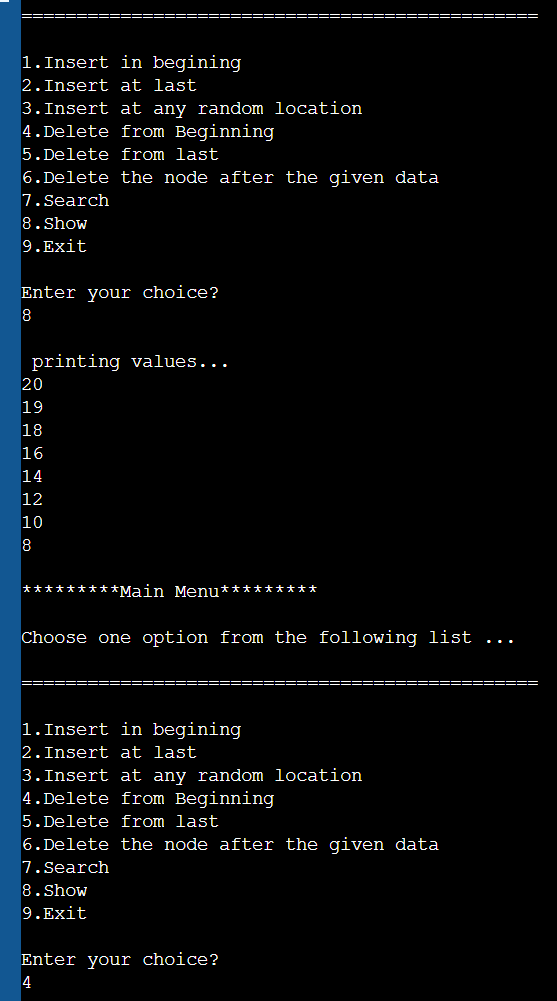 ==============================================
1.Insert in begining
2.Insert at last
3.Insert at any random location
4.Delete from Beginning
5.Delete from last
6.Delete the node after the given data
7.Search
8.Show
9.Exit
Enter your choice?
8
printing values...
20
19
18
16
14
12
10
8
*********Main Menu*********
Choose one option from the following list ...
==============================================
1.Insert in begining
2.Insert at last
3.Insert at any random location
4.Delete from Beginning
5.Delete from last
6.Delete the node after the given data
7.Search
8.Show
9.Exit
Enter your choice?
4